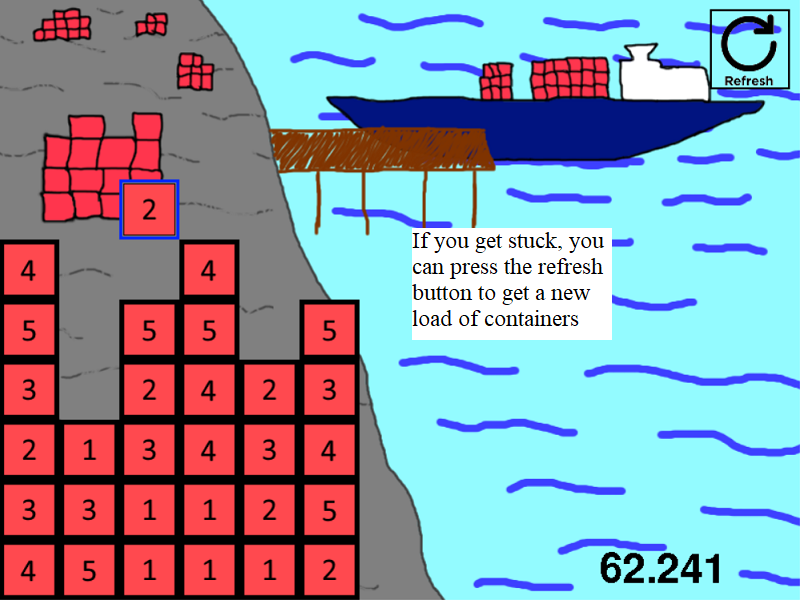 Refresh
2
If you get stuck, you
can press the refresh
button to get a new
load of containers
4 4
5 5 5 5
3 2 4 2 3
2 1 3 4 3 4
3 3 1 1 2 5
4 5 1 1 1 2
62.241